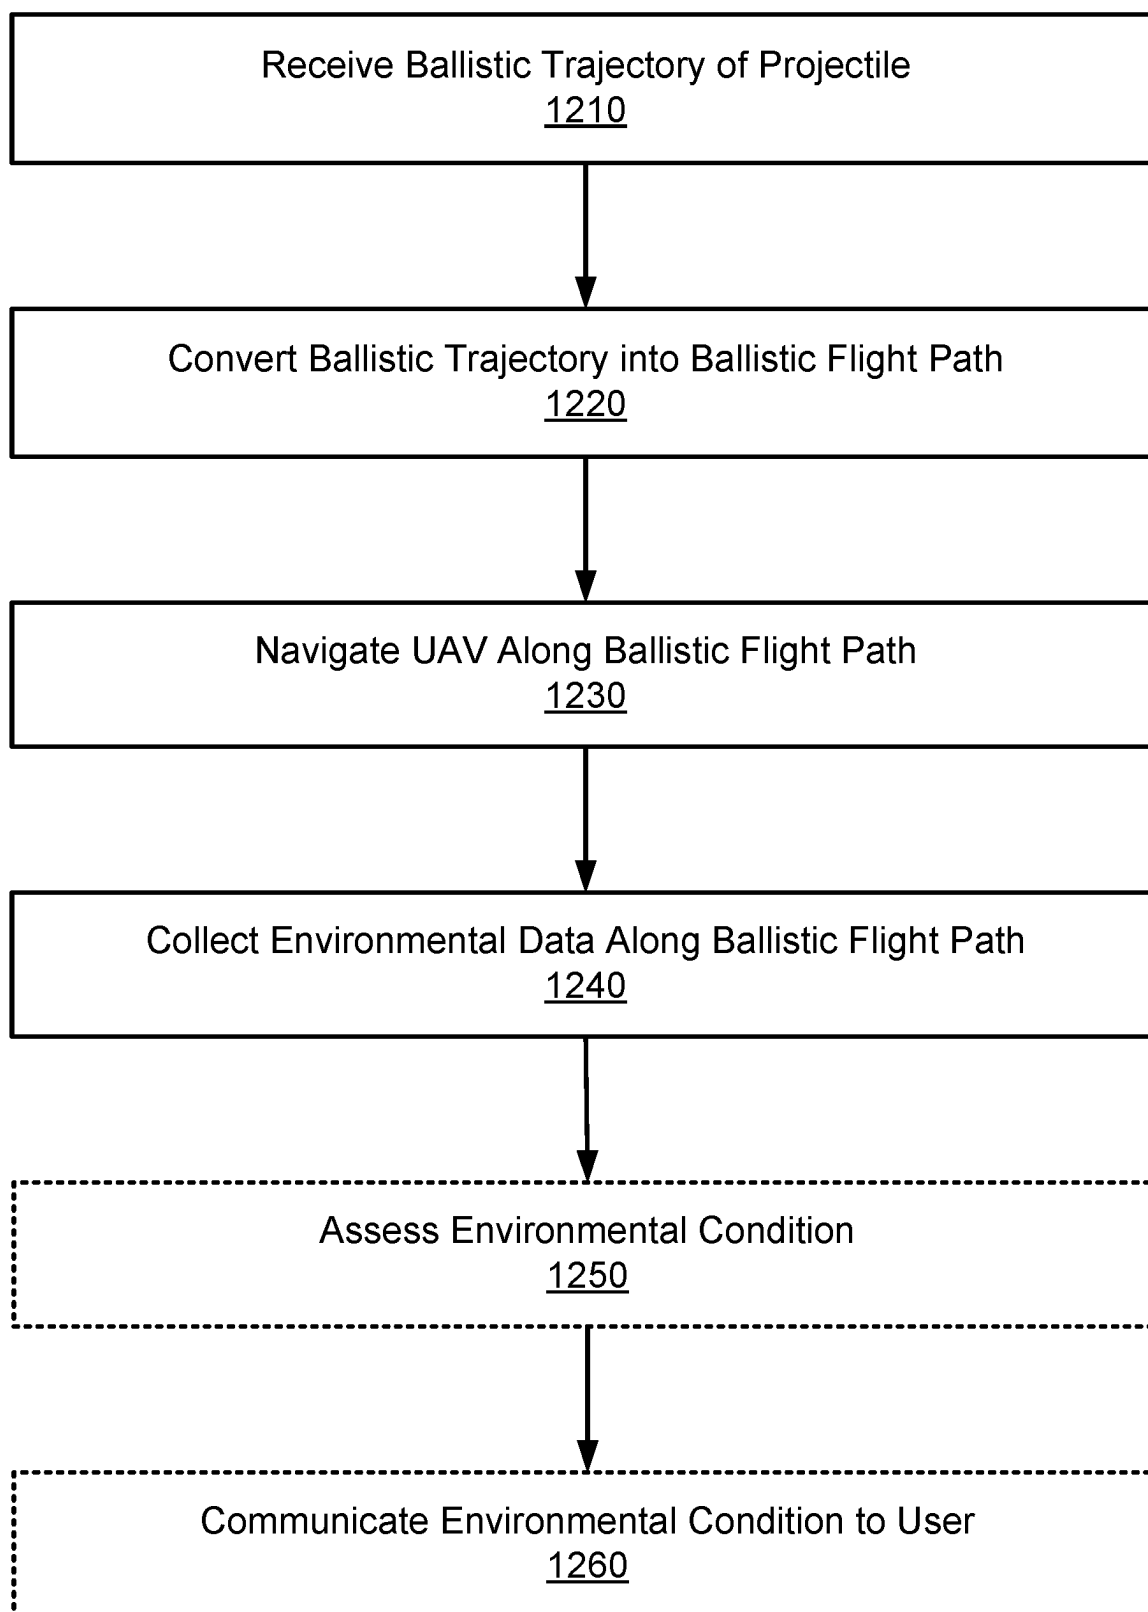 Receive Ballistic Trajectory of Projectile
1210
Convert Ballistic Trajectory into Ballistic Flight Path
1220
Navigate UAV Along Ballistic Flight Path
1230
Collect Environmental Data Along Ballistic Flight Path
1240
Assess Environmental Condition
1250
Communicate Environmental Condition to User
1260